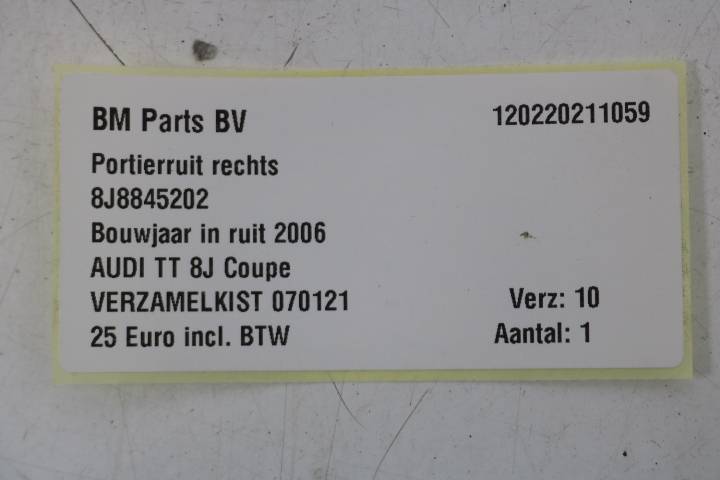 BM Parts BV 120220211059
Portierruit rechts
8J8845202
Bouwjaar in ruit 2006
AUDI TT 8J Coupe
VERZAMELKIST 070121 Verz: 10
25 Euro incl. BTW Aantal: 1